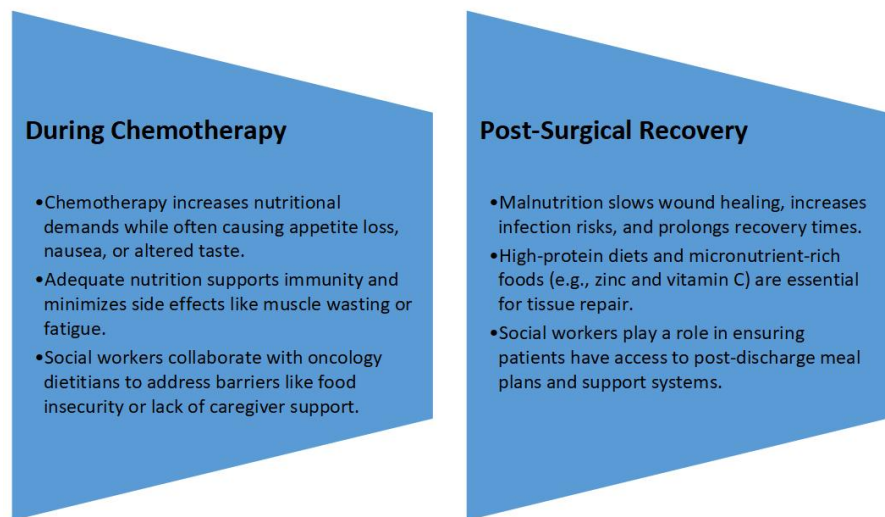 During Chemotherapy
•Chemotherapy increases nutritional
demands while often causing appetite loss,
nausea, or altered taste.
•Adequate nutrition supports immunity and
minimizes side effects like muscle wasting or
fatigue.
•Social workers collaborate with oncology
dietitians to address barriers like food
insecurity or lack of caregiver support.
Post-Surgical Recovery
•Malnutrition slows wound healing, increases
infection risks, and prolongs recovery times.
•High-protein diets and micronutrient-rich
foods (e.g., zinc and vitamin C) are essential
for tissue repair.
•Social workers play a role in ensuring
patients have access to post-discharge meal
plans and support systems.